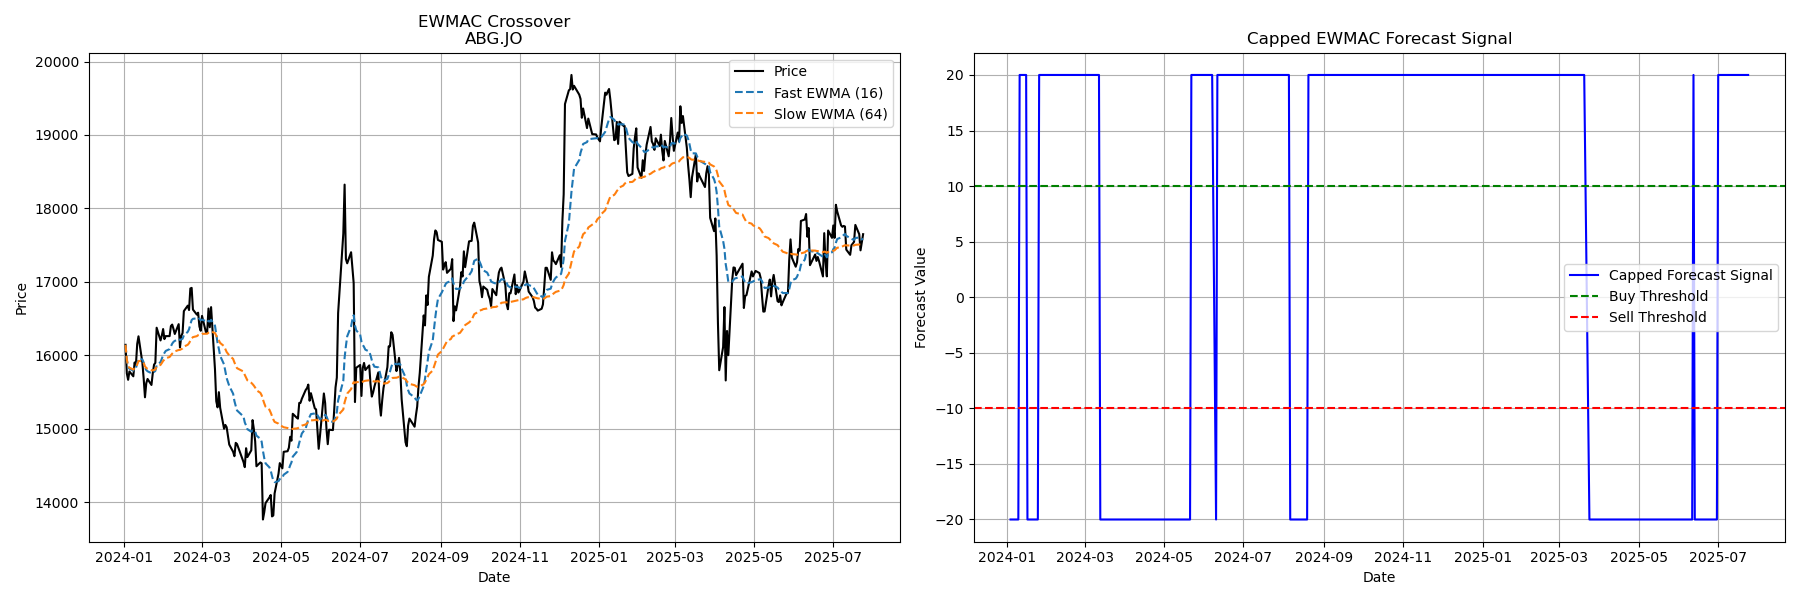 EWMAC Crossover
ABG.JO
Price
20000
19000
18000
17000
16000
15000
14000
Price
Fast EWMA (16)
Slow EWMA (64)
2024-01
2024-03
2024-05
2024-07
2024-09
2024-11
2025-01
2025-03
2025-05
2025-07
Date
Capped EWMAC Forecast Signal
Forecast Value
20
15
10
5
0
−5
−10
−15
−20
Capped Forecast Signal
Buy Threshold
Sell Threshold
2024-01
2024-03
2024-05
2024-07
2024-09
2024-11
2025-01
2025-03
2025-05
2025-07
Date